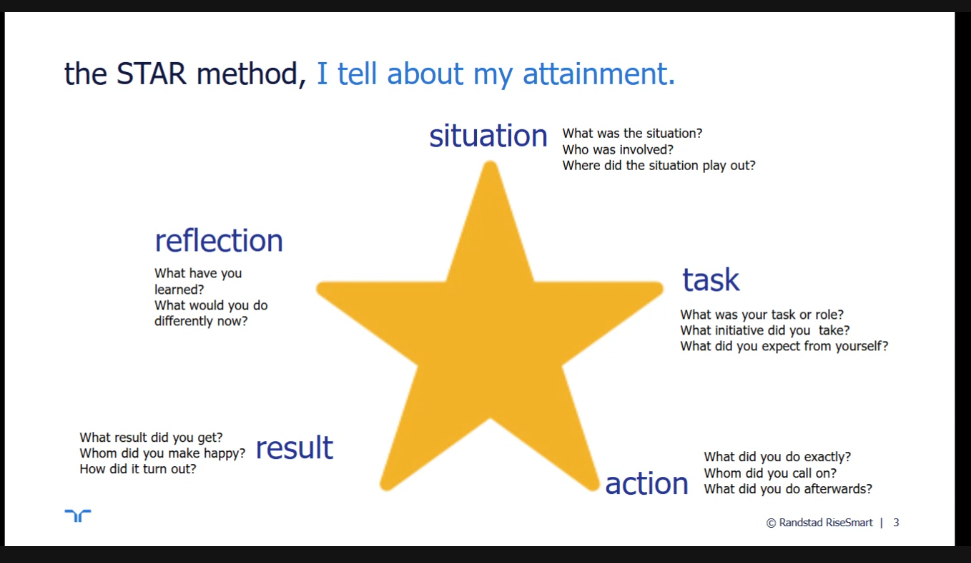 the STAR method, I tell about my attainment.
situation
What was the situation?
Who was involved?
Where did the situation play out?
reflection
What have you
learned?
What would you do
differently now?
task
What was your task or role?
What initiative did you take?
What did you expect from yourself?
What result did you get?
Whom did you make happy?
How did it turn out?
result
action
What did you do exactly?
Whom did you call on?
What did you do afterwards?
© Randstad RiseSmart | 3